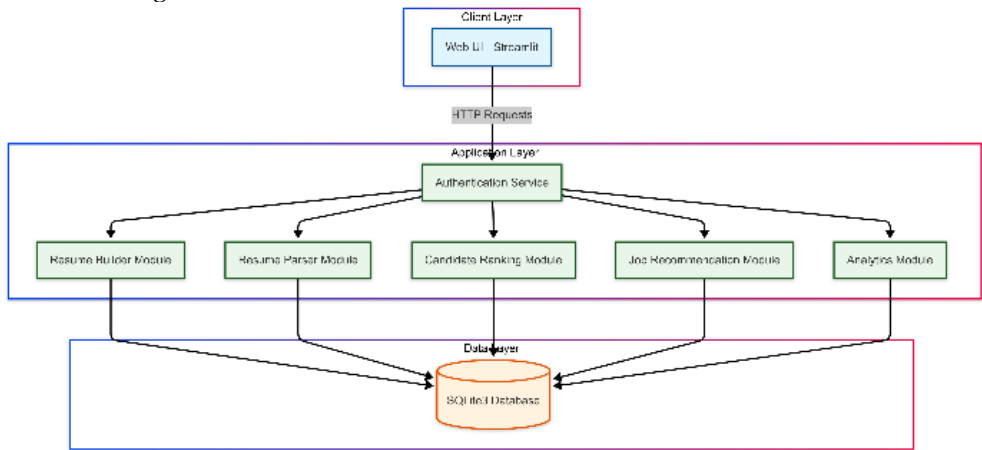 Client Layer
Web UI - Streamlit
HTTP Requests
Application Layer
Authentication Service
Resume Builder Module
Resume Parser Module
Candidate Ranking Module
Job Recommendation Module
Analytics Module
Data Layer
SQLite3 Database